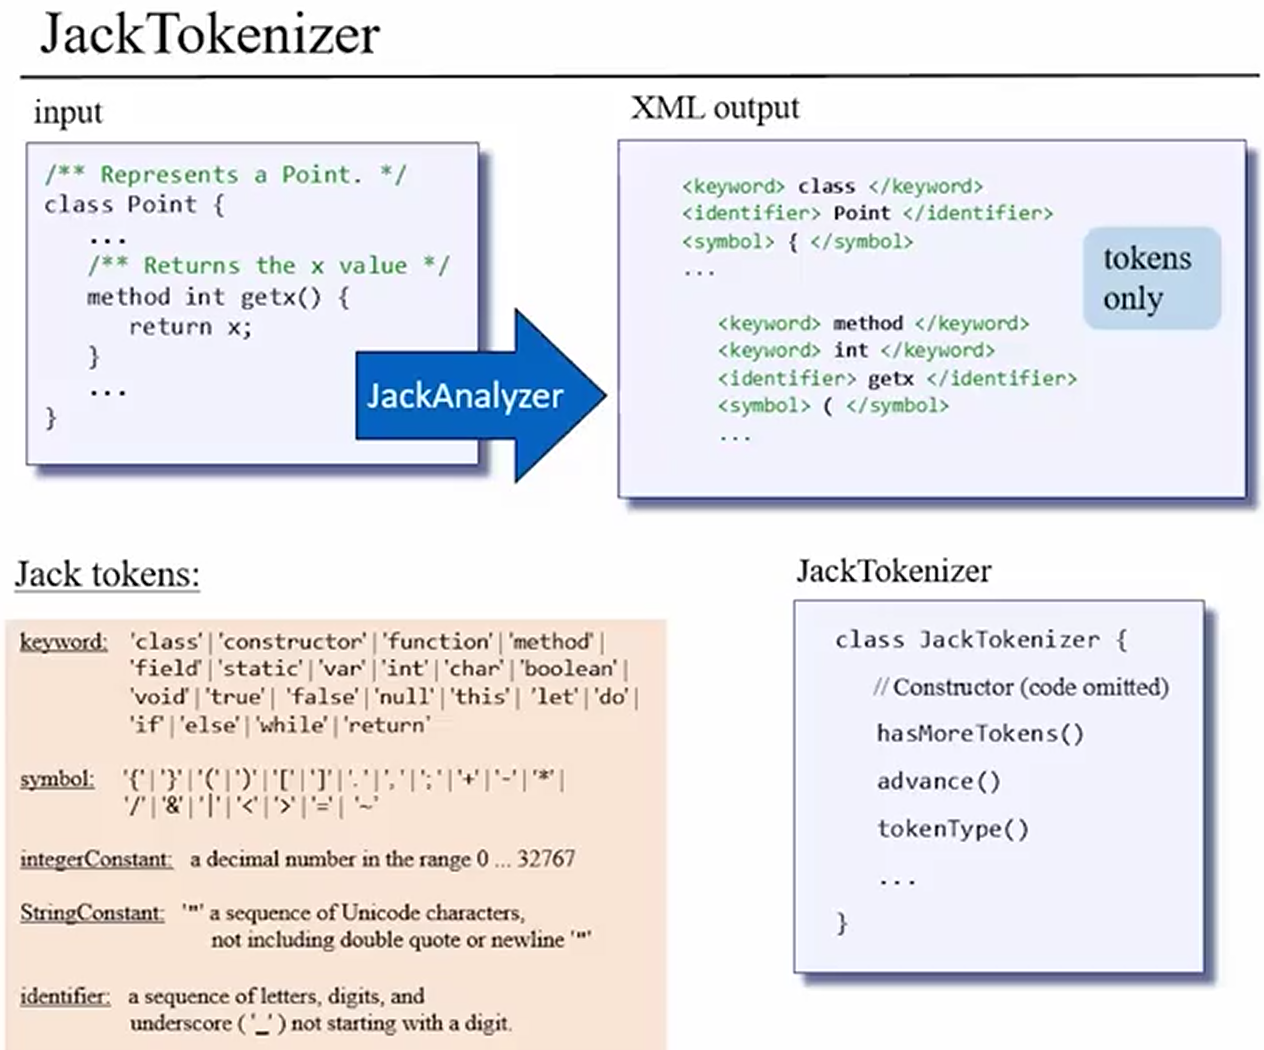 JackTokenizer
input
/** Represents a Point. */
class Point {
...
/** Returns the x value */
method int getx() {
return x;
}
...
}
JackAnalyzer
XML output
<keyword> class </keyword>
<identifier> Point </identifier>
<symbol> { </symbol>
...
<keyword> method </keyword>
<keyword> int </keyword>
<identifier> getx </identifier>
<symbol> ( </symbol>
...
tokens
only
Jack tokens:
keyword: 'class' | 'constructor' | 'function' | 'method' |
'field' | 'static' | 'var' | 'int' | 'char' | 'boolean' |
'void' | 'true' | 'false' | 'null' | 'this' | 'let' | 'do' |
'if' | 'else' | 'while' | 'return'
symbol: '{' | '}' | '(' | ')' | '[' | ']' | '.' | ',' | ';' | '+' | '-' | '*' |
'/' | '&' | '|' | '<' | '>' | '=' | '~'
integerConstant: a decimal number in the range 0 ... 32767
StringConstant: '"' a sequence of Unicode characters,
not including double quote or newline '"'
identifier: a sequence of letters, digits, and
underscore ( '_' ) not starting with a digit.
JackTokenizer
class JackTokenizer {
// Constructor (code omitted)
hasMoreTokens()
advance()
tokenType()
...
}